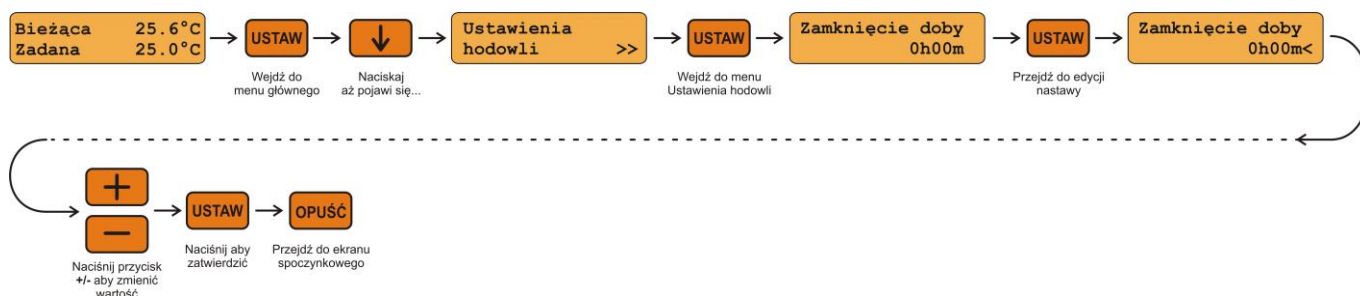 Bieżąca 25.6°C
Zadana 25.0°C
USTAW
Wejdź do
menu głównego
Naciskaj
aż pojawi się...
Ustawienia
hodowli >>
USTAW
Wejdź do menu
Ustawienia hodowli
Zamknięcie doby
0h00m
USTAW
Przejdź do edycji
nastawy
Zamknięcie doby
0h00m<
+
−
Naciśnij przycisk
+/- aby zmienić
wartość
USTAW
Naciśnij aby
zatwierdzić
OPUŚĆ
Przejdź do ekranu
spoczynkowego